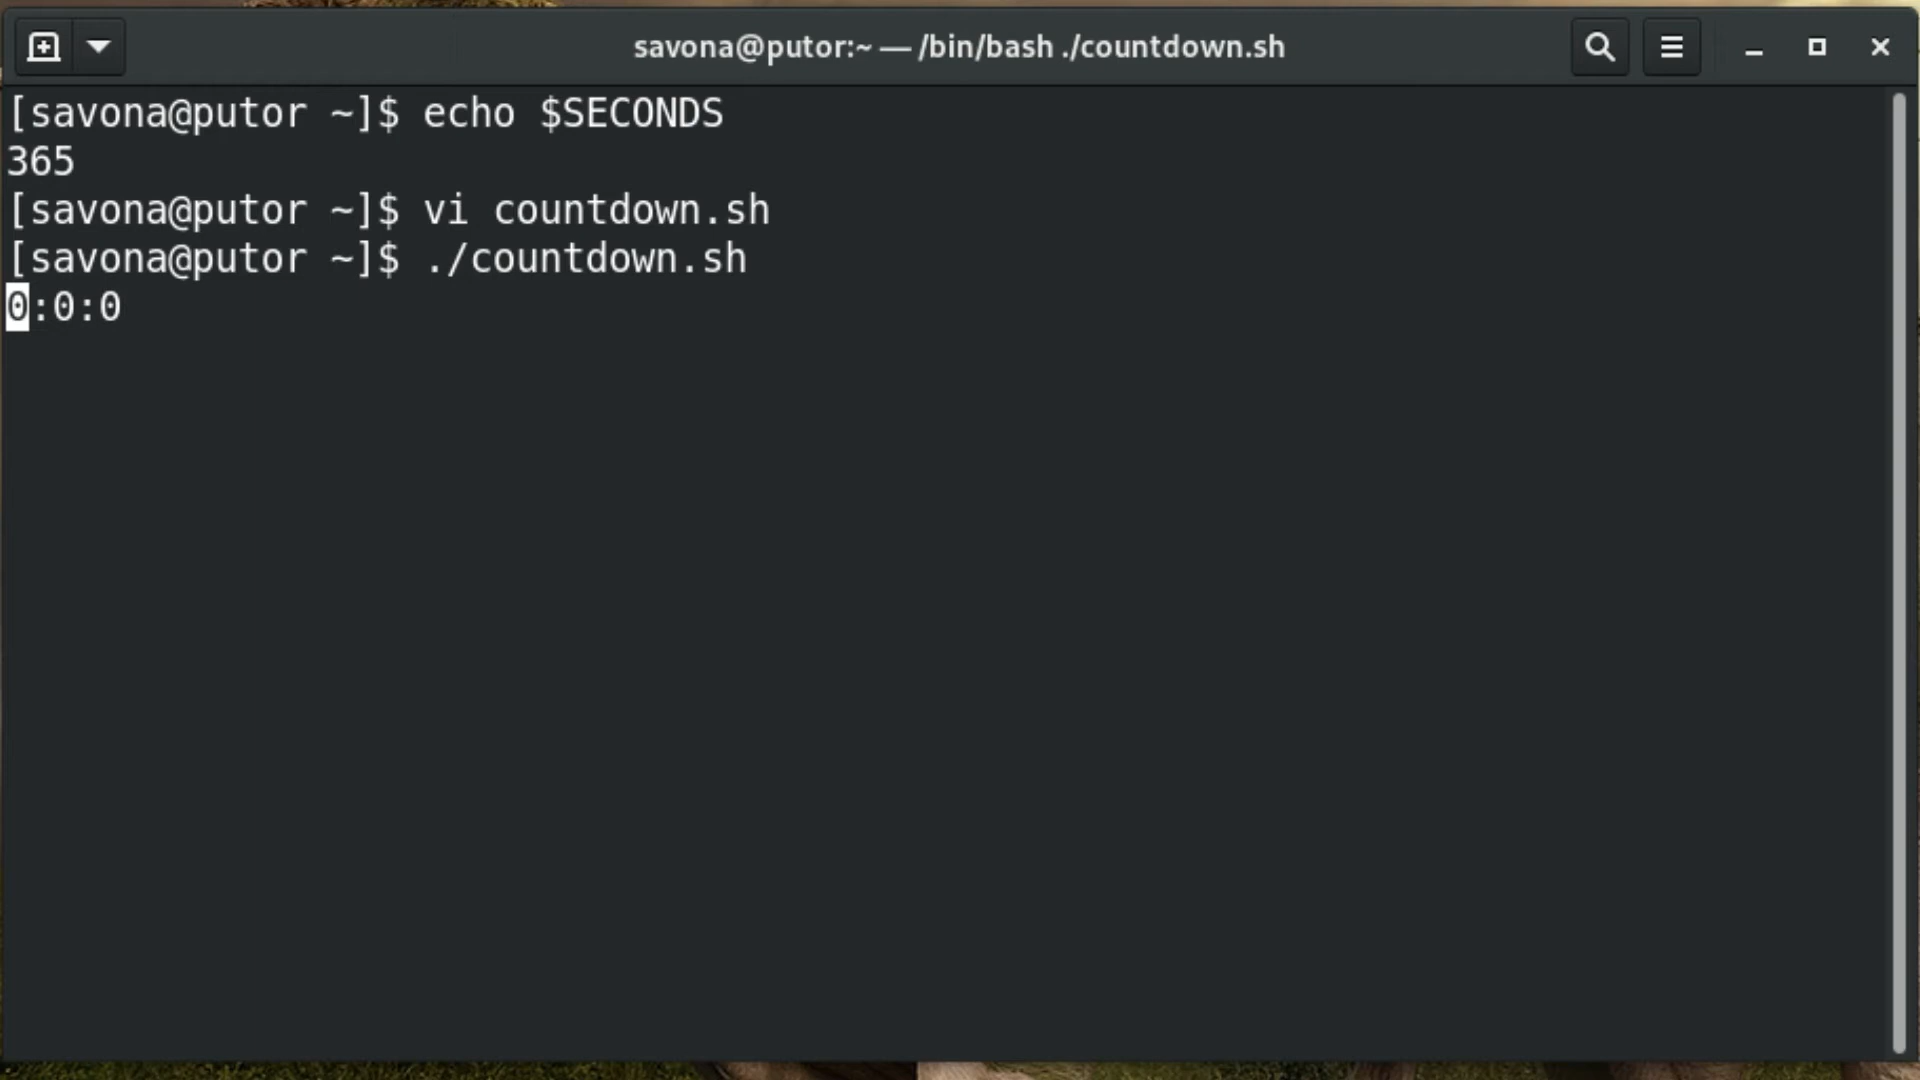 savona@putor:~ — /bin/bash ./countdown.sh
[savona@putor ~]$ echo $SECONDS
365
[savona@putor ~]$ vi countdown.sh
[savona@putor ~]$ ./countdown.sh
0:0:0